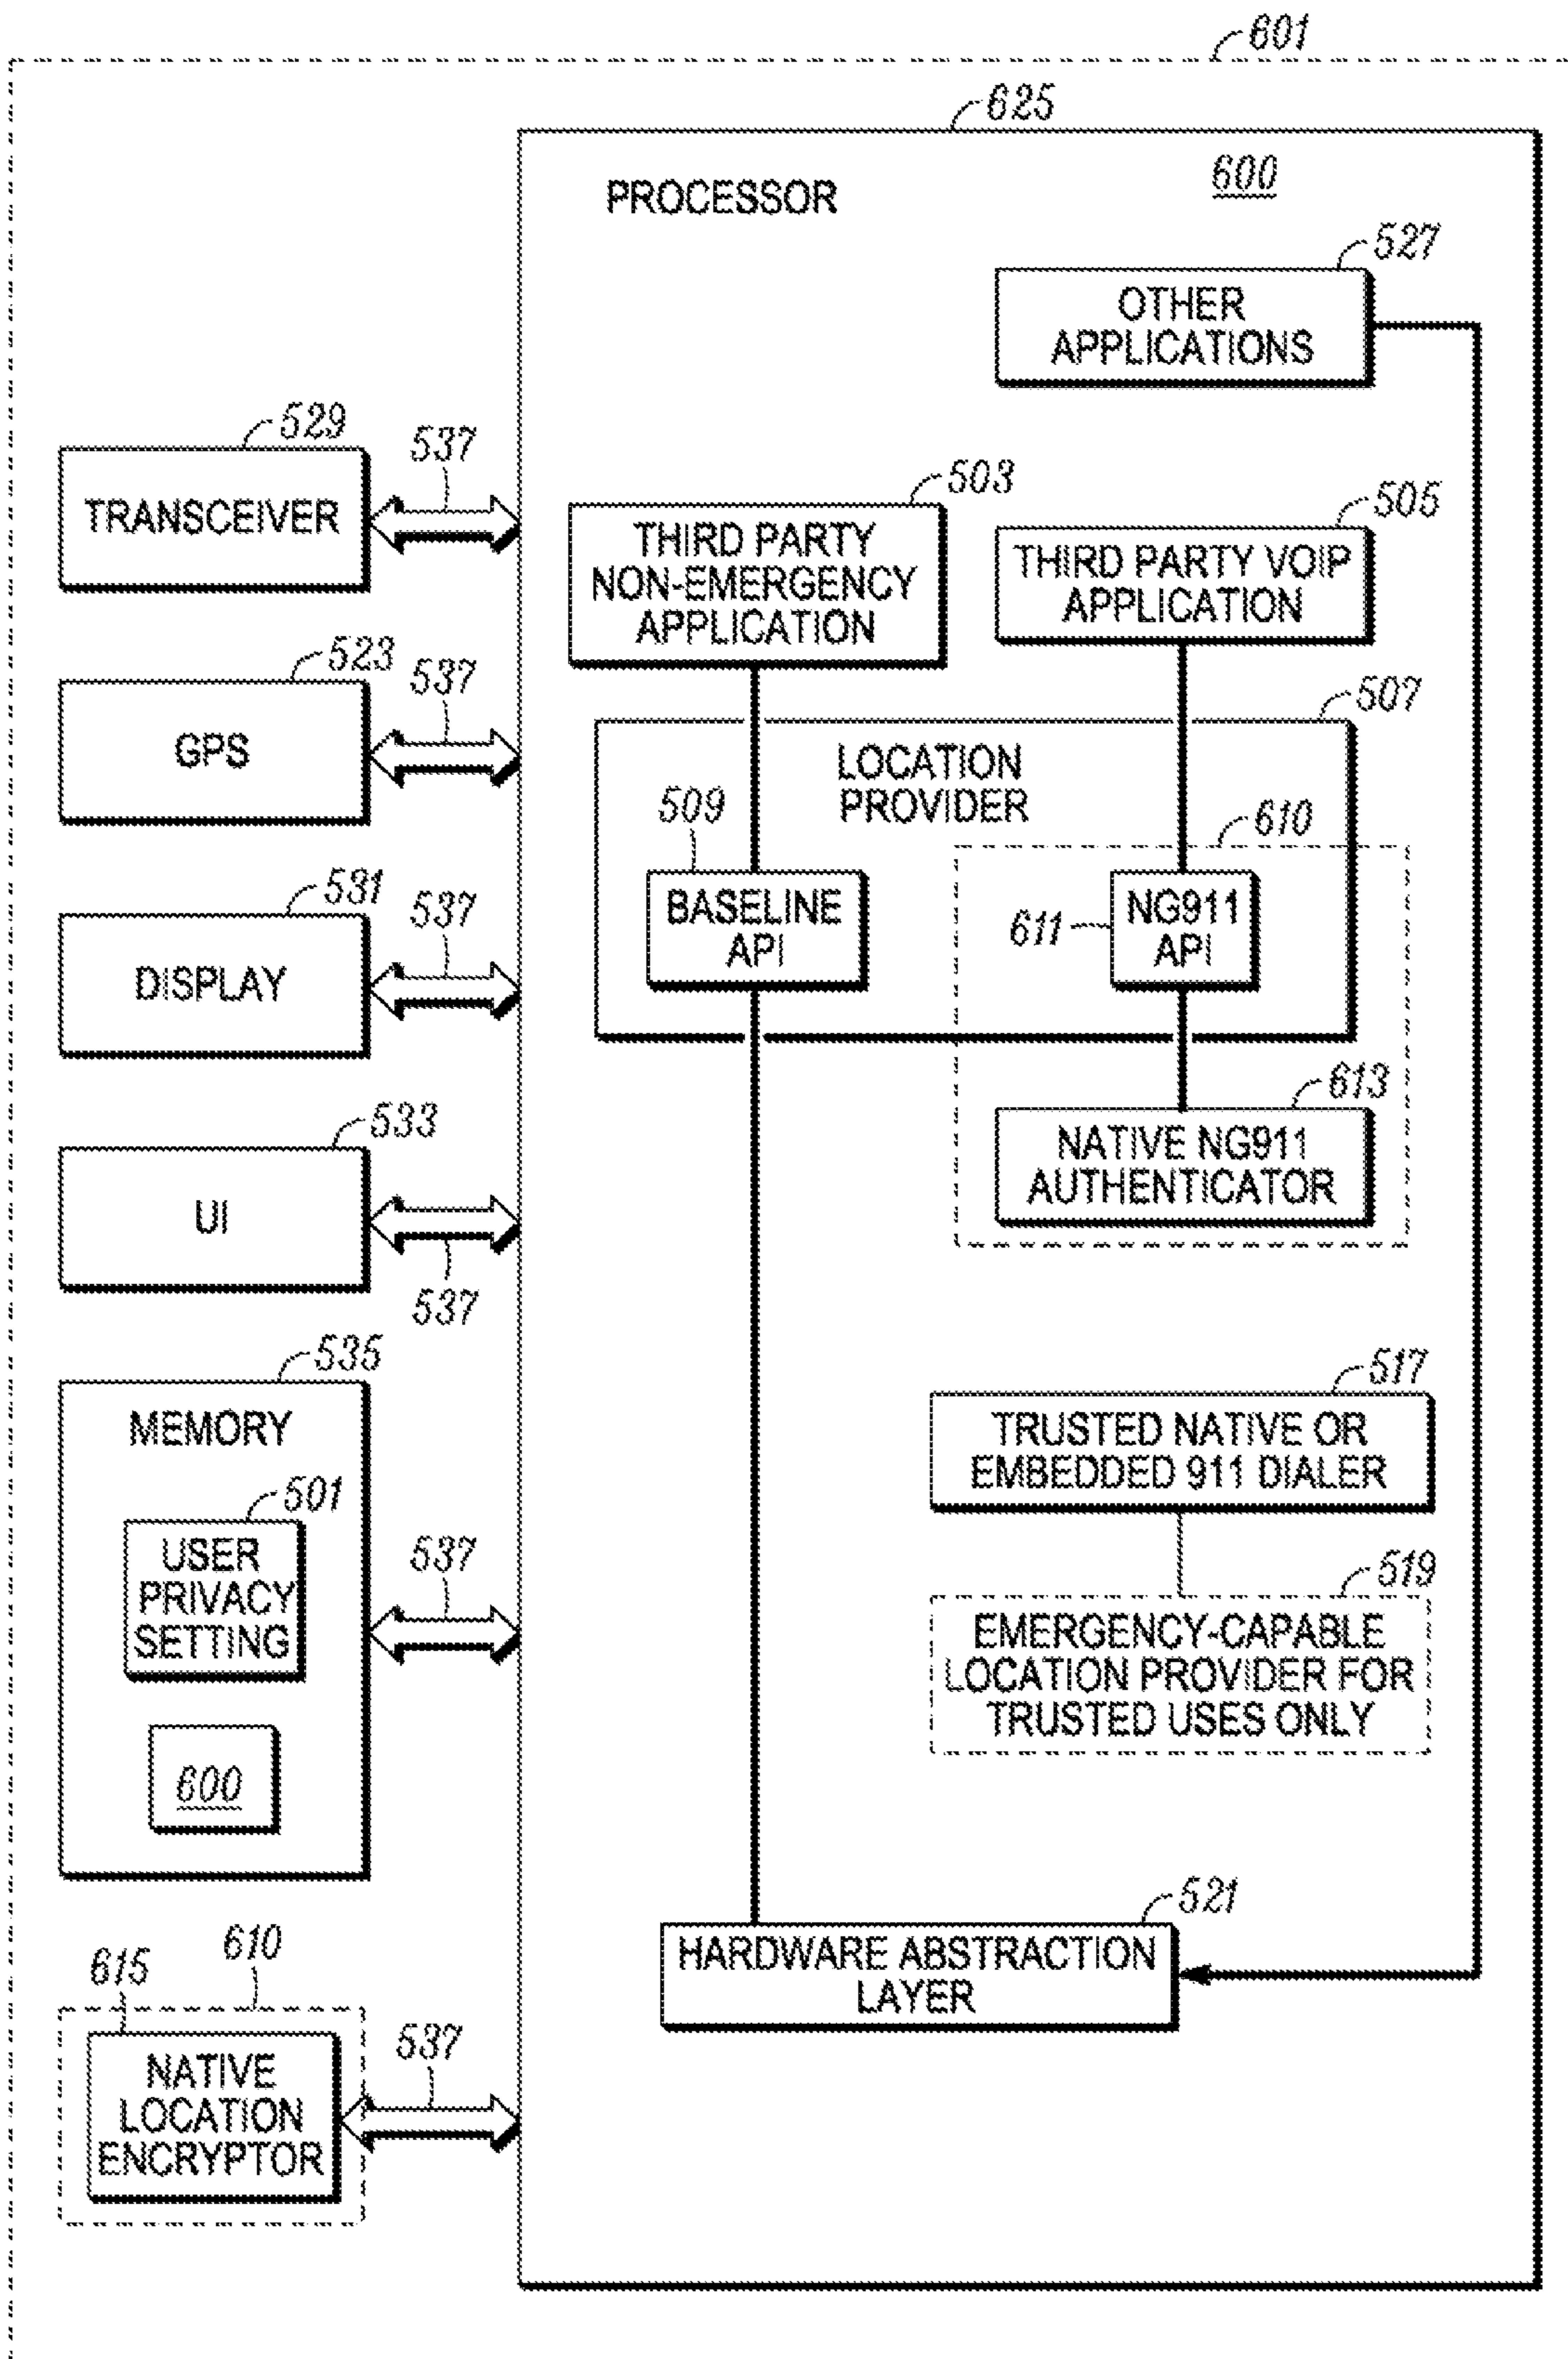 601
625
PROCESSOR
600
527
OTHER
APPLICATIONS
529
537
TRANSCEIVER
503
THIRD PARTY
NON-EMERGENCY
APPLICATION
505
THIRD PARTY VOIP
APPLICATION
523
537
GPS
507
LOCATION
PROVIDER
509
BASELINE
API
610
611
NG911
API
531
537
DISPLAY
613
NATIVE NG911
AUTHENTICATOR
533
UI
537
535
MEMORY
501
USER
PRIVACY
SETTING
600
537
517
TRUSTED NATIVE OR
EMBEDDED 911 DIALER
519
EMERGENCY-CAPABLE
LOCATION PROVIDER FOR
TRUSTED USES ONLY
521
HARDWARE ABSTRACTION
LAYER
615
610
NATIVE
LOCATION
ENCRYPTOR
537